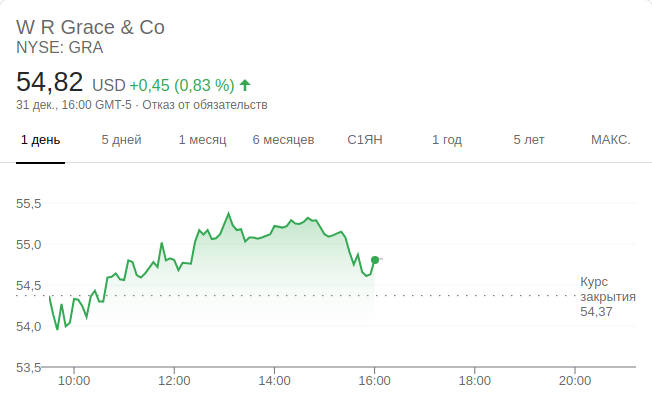 W R Grace & Co
NYSE: GRA
54,82 USD +0,45 (0,83 %)
31 дек., 16:00 GMT-5 · Отказ от обязательств
1 день 5 дней 1 месяц 6 месяцев С1ЯН 1 год 5 лет МАКС.
55,5
55,0
54,5
54,0
53,5
Курс
закрытия
54,37
10:00 12:00 14:00 16:00 18:00 20:00